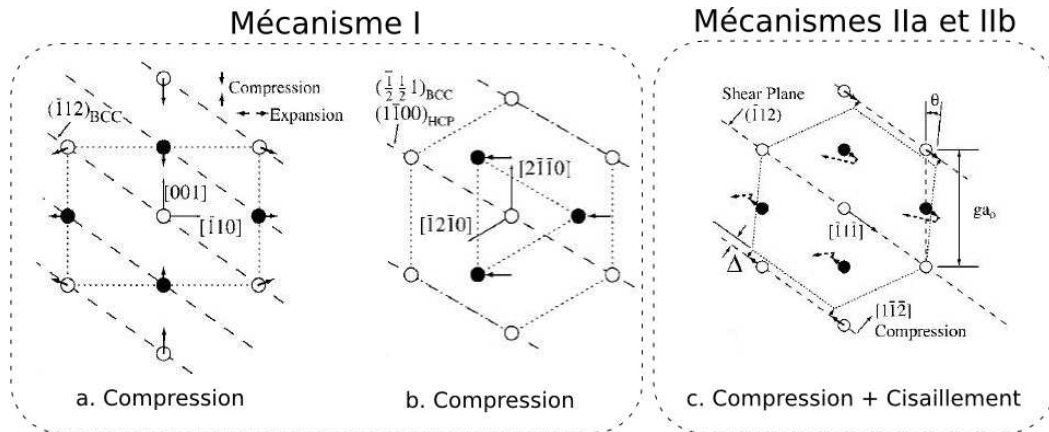 Mécanisme I
Mécanismes IIa et IIb
(1̄12)BCC
Compression
Expansion
[001]
[1̄10]
a. Compression
(1̄/2 1/2 1)BCC
(11̄00)HCP
[21̄1̄0]
[1̄21̄0]
b. Compression
Shear Plane
(1̄12)
θ
ga₀
[1̄11̄]
Δ
[11̄2̄]
Compression
c. Compression + Cisaillement